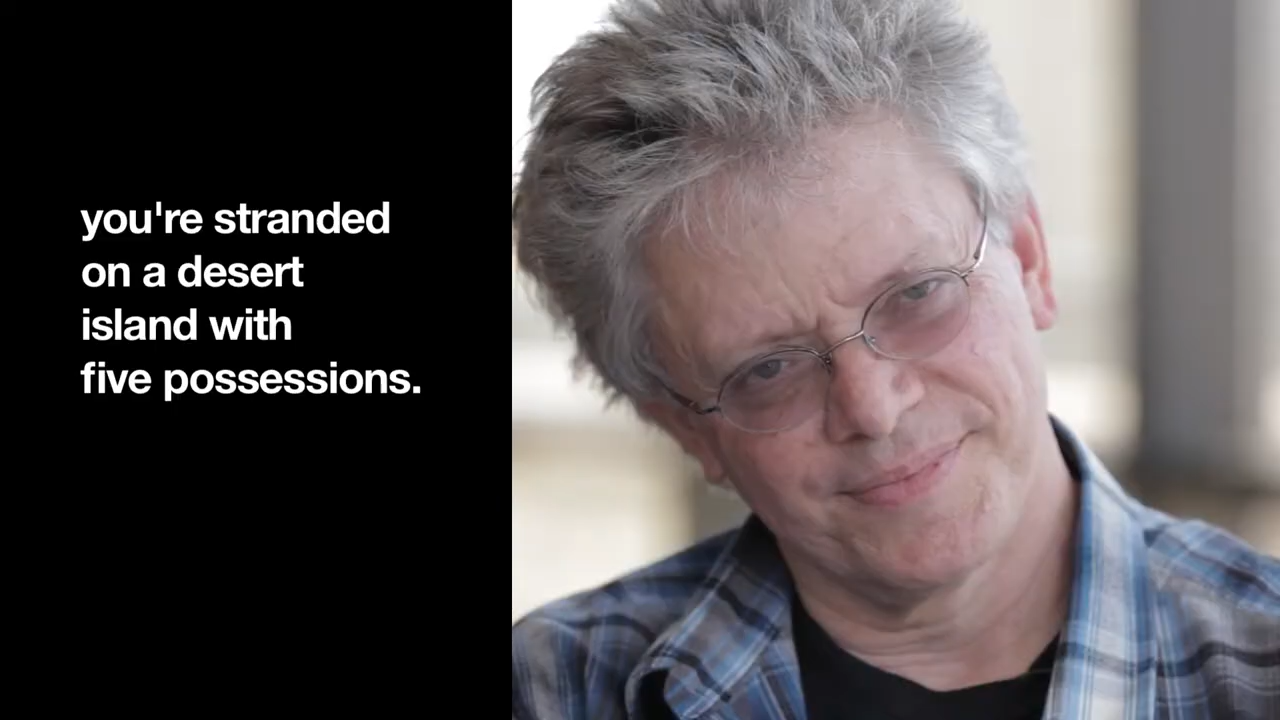 you're stranded
on a desert
island with
five possessions.